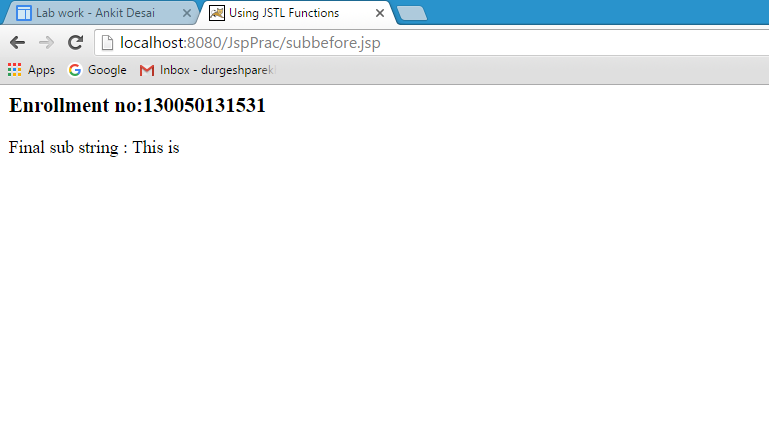 Lab work - Ankit Desai
Using JSTL Functions
localhost:8080/JspPrac/subbefore.jsp
Apps Google Inbox - durgeshparek
Enrollment no:130050131531
Final sub string : This is